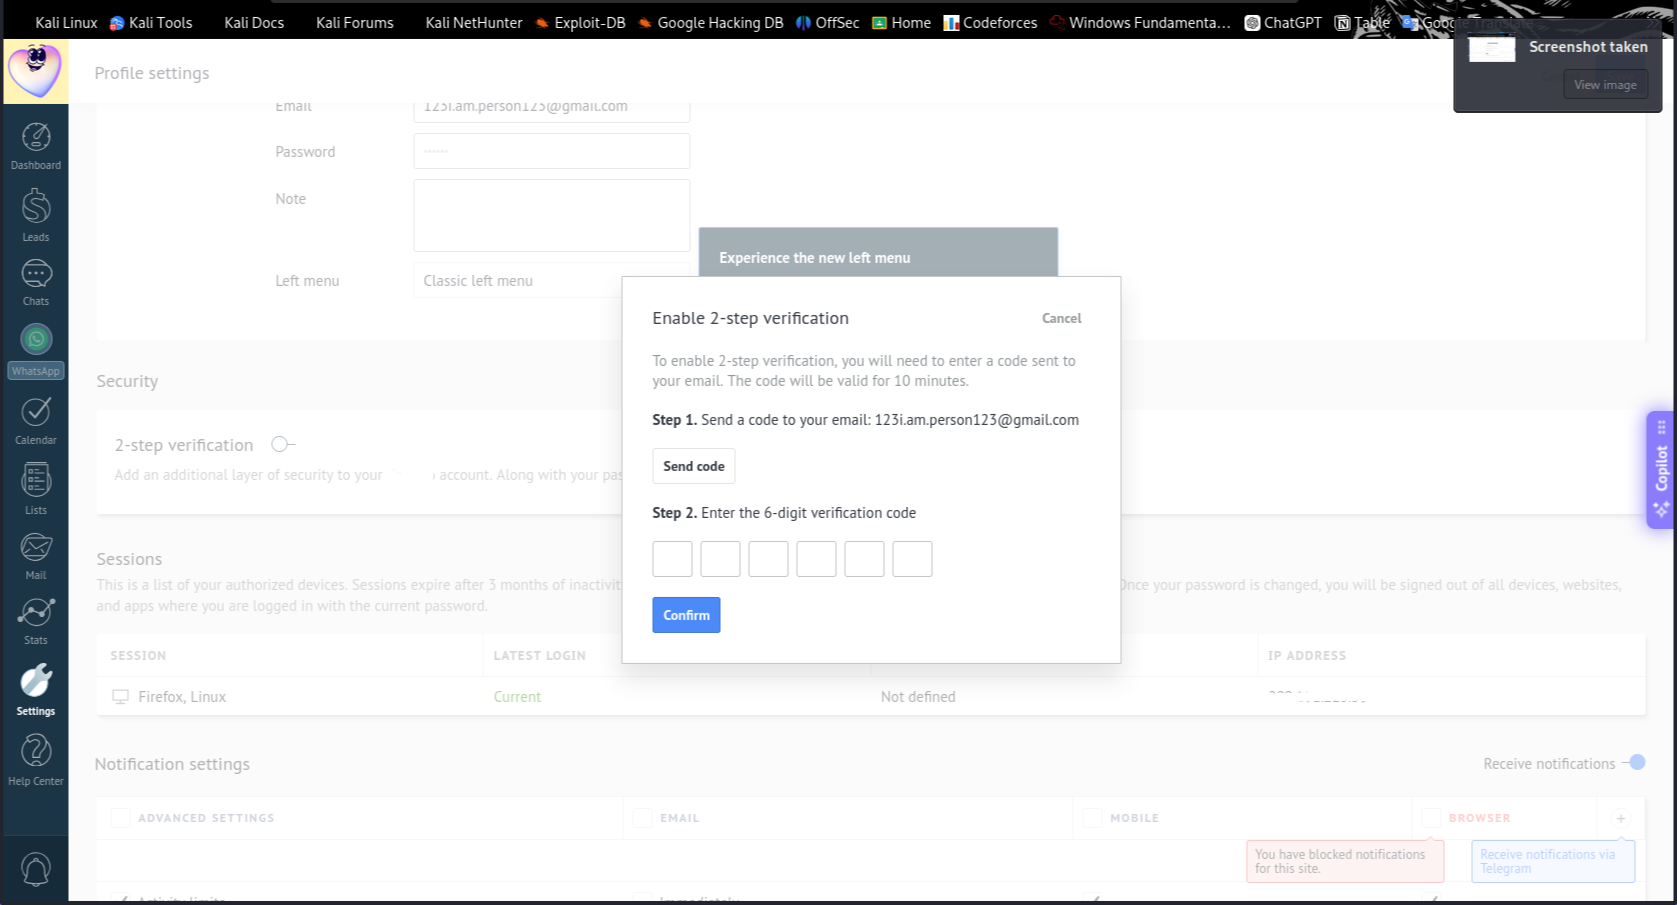 Kali Linux Kali Tools Kali Docs Kali Forums Kali NetHunter Exploit-DB Google Hacking DB OffSec Home Codeforces Windows Fundamenta... ChatGPT Table Google Translate
Screenshot taken
View image
Profile settings
Email 123i.am.person123@gmail.com
Password ······
Note
Left menu Classic left menu
Experience the new left menu
Dashboard
Leads
Chats
WhatsApp
Calendar
Lists
Mail
Stats
Settings
Help Center
Enable 2-step verification Cancel
To enable 2-step verification, you will need to enter a code sent to
your email. The code will be valid for 10 minutes.
Step 1. Send a code to your email: 123i.am.person123@gmail.com
Send code
Step 2. Enter the 6-digit verification code
Confirm
Security
2-step verification
Add an additional layer of security to your account. Along with your
Sessions
This is a list of your authorized devices. Sessions expire after 3 months of Once your password is changed, you will be signed out of all devices, websites,
and apps where you are logged in with the current password.
SESSION LATEST LOGIN IP ADDRESS
Firefox, Linux Current Not defined
Notification settings Receive notifications
ADVANCED SETTINGS EMAIL MOBILE BROWSER +
You have blocked notifications
for this site.
Receive notifications via
Telegram
Activity limits Immediately
Copilot